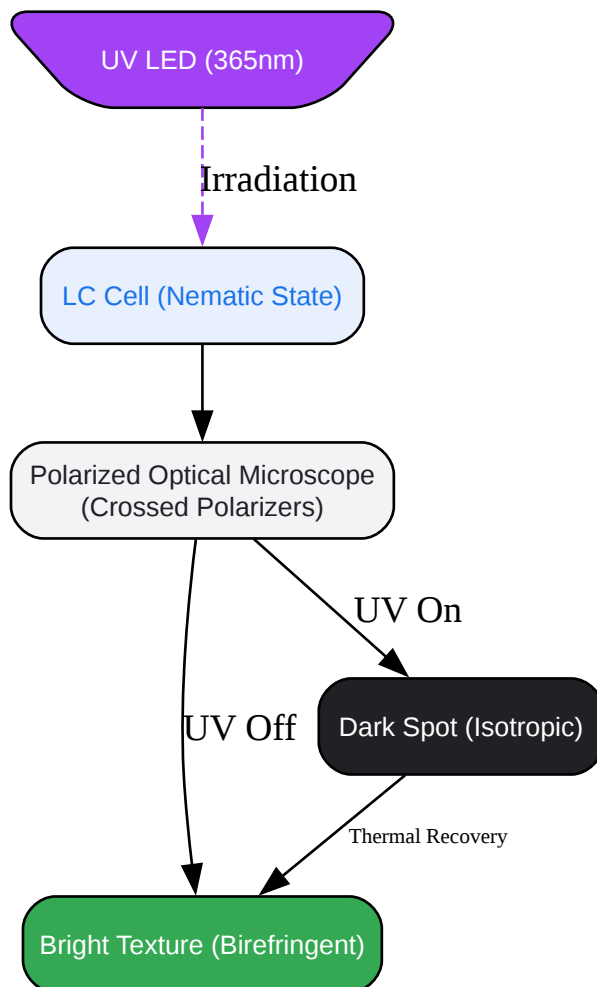 UV LED (365nm)
Irradiation
LC Cell (Nematic State)
Polarized Optical Microscope
(Crossed Polarizers)
UV On
UV Off
Dark Spot (Isotropic)
Thermal Recovery
Bright Texture (Birefringent)